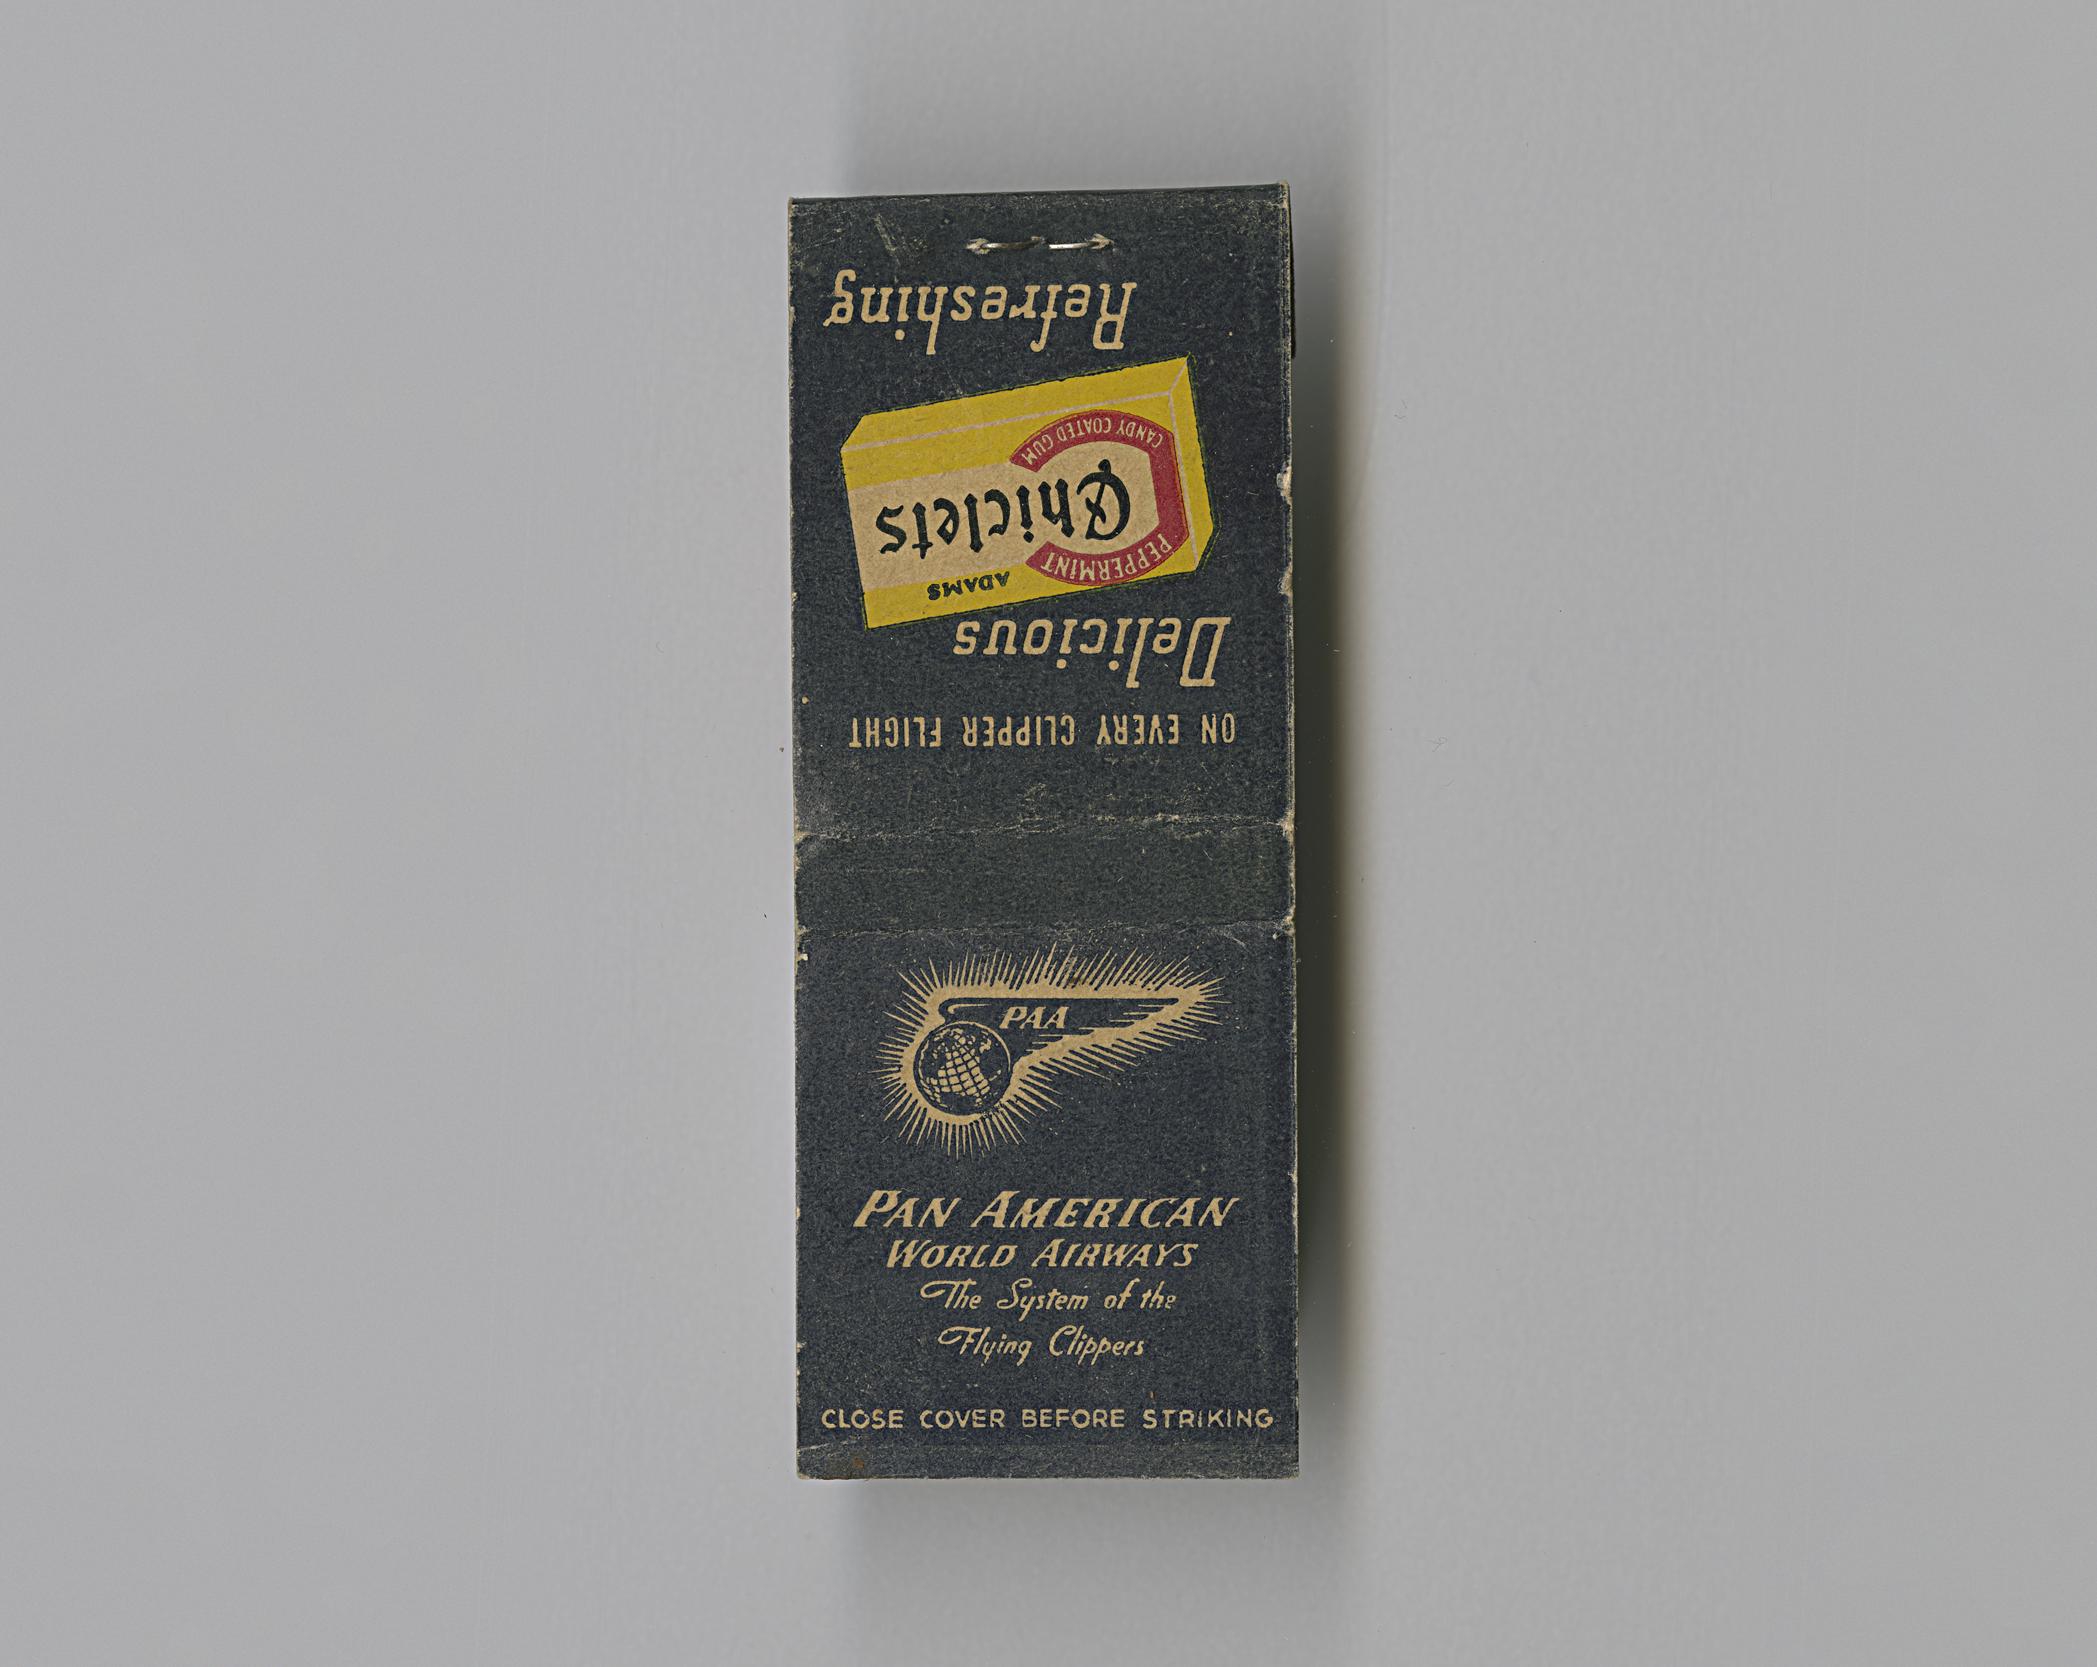 PAA
PAN AMERICAN
WORLD AIRWAYS
The System of the
Flying Clippers
CLOSE COVER BEFORE STRIKING
ON EVERY CLIPPER FLIGHT
Delicious
ADAMS
PEPPERMINT
Chiclets
CANDY COATED GUM
Refreshing